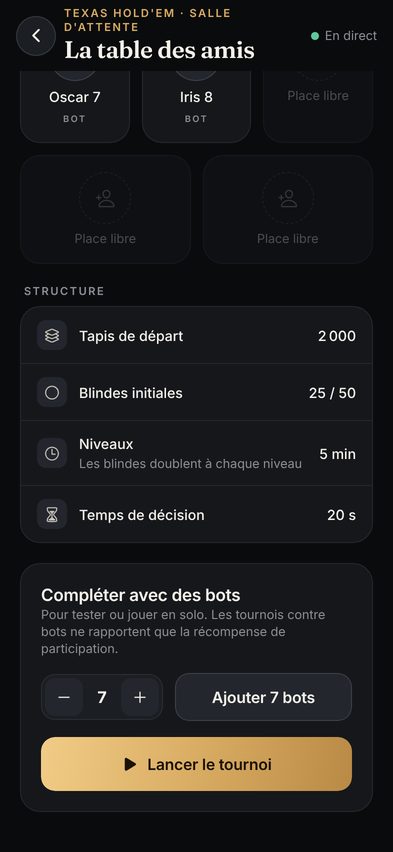 TEXAS HOLD'EM · SALLE
D'ATTENTE
La table des amis
En direct
Oscar 7
BOT
Iris 8
BOT
Place libre
Place libre
Place libre
STRUCTURE
Tapis de départ
2 000
Blindes initiales
25 / 50
Niveaux
Les blindes doublent à chaque niveau
5 min
Temps de décision
20 s
Compléter avec des bots
Pour tester ou jouer en solo. Les tournois contre
bots ne rapportent que la récompense de
participation.
− 7 +
Ajouter 7 bots
Lancer le tournoi